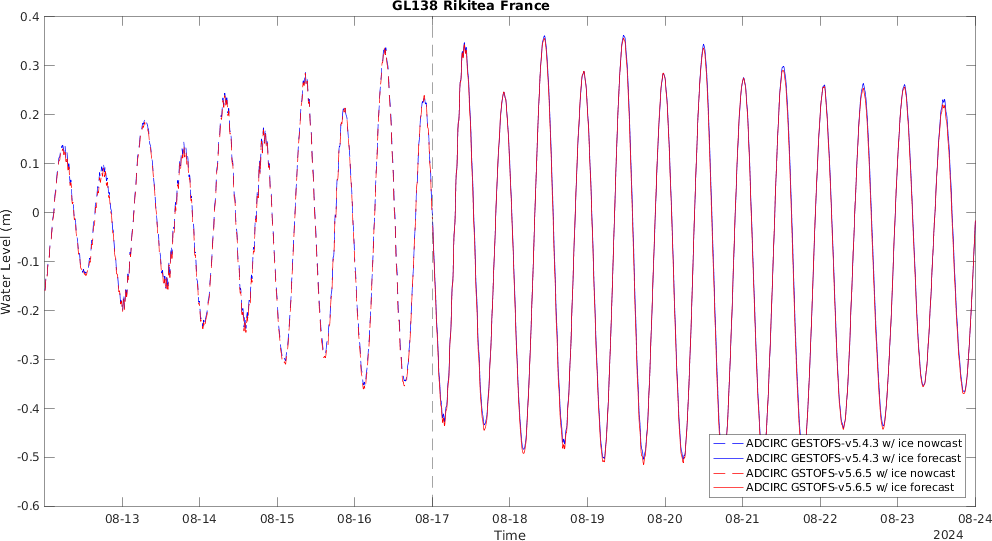 GL138 Rikitea France
Water Level (m)
0.4
0.3
0.2
0.1
0
-0.1
-0.2
-0.3
-0.4
-0.5
-0.6
ADCIRC GESTOFS-v5.4.3 w/ ice nowcast
ADCIRC GESTOFS-v5.4.3 w/ ice forecast
ADCIRC GSTOFS-v5.6.5 w/ ice nowcast
ADCIRC GSTOFS-v5.6.5 w/ ice forecast
08-13 08-14 08-15 08-16 08-17 08-18 08-19 08-20 08-21 08-22 08-23 08-24
Time
2024